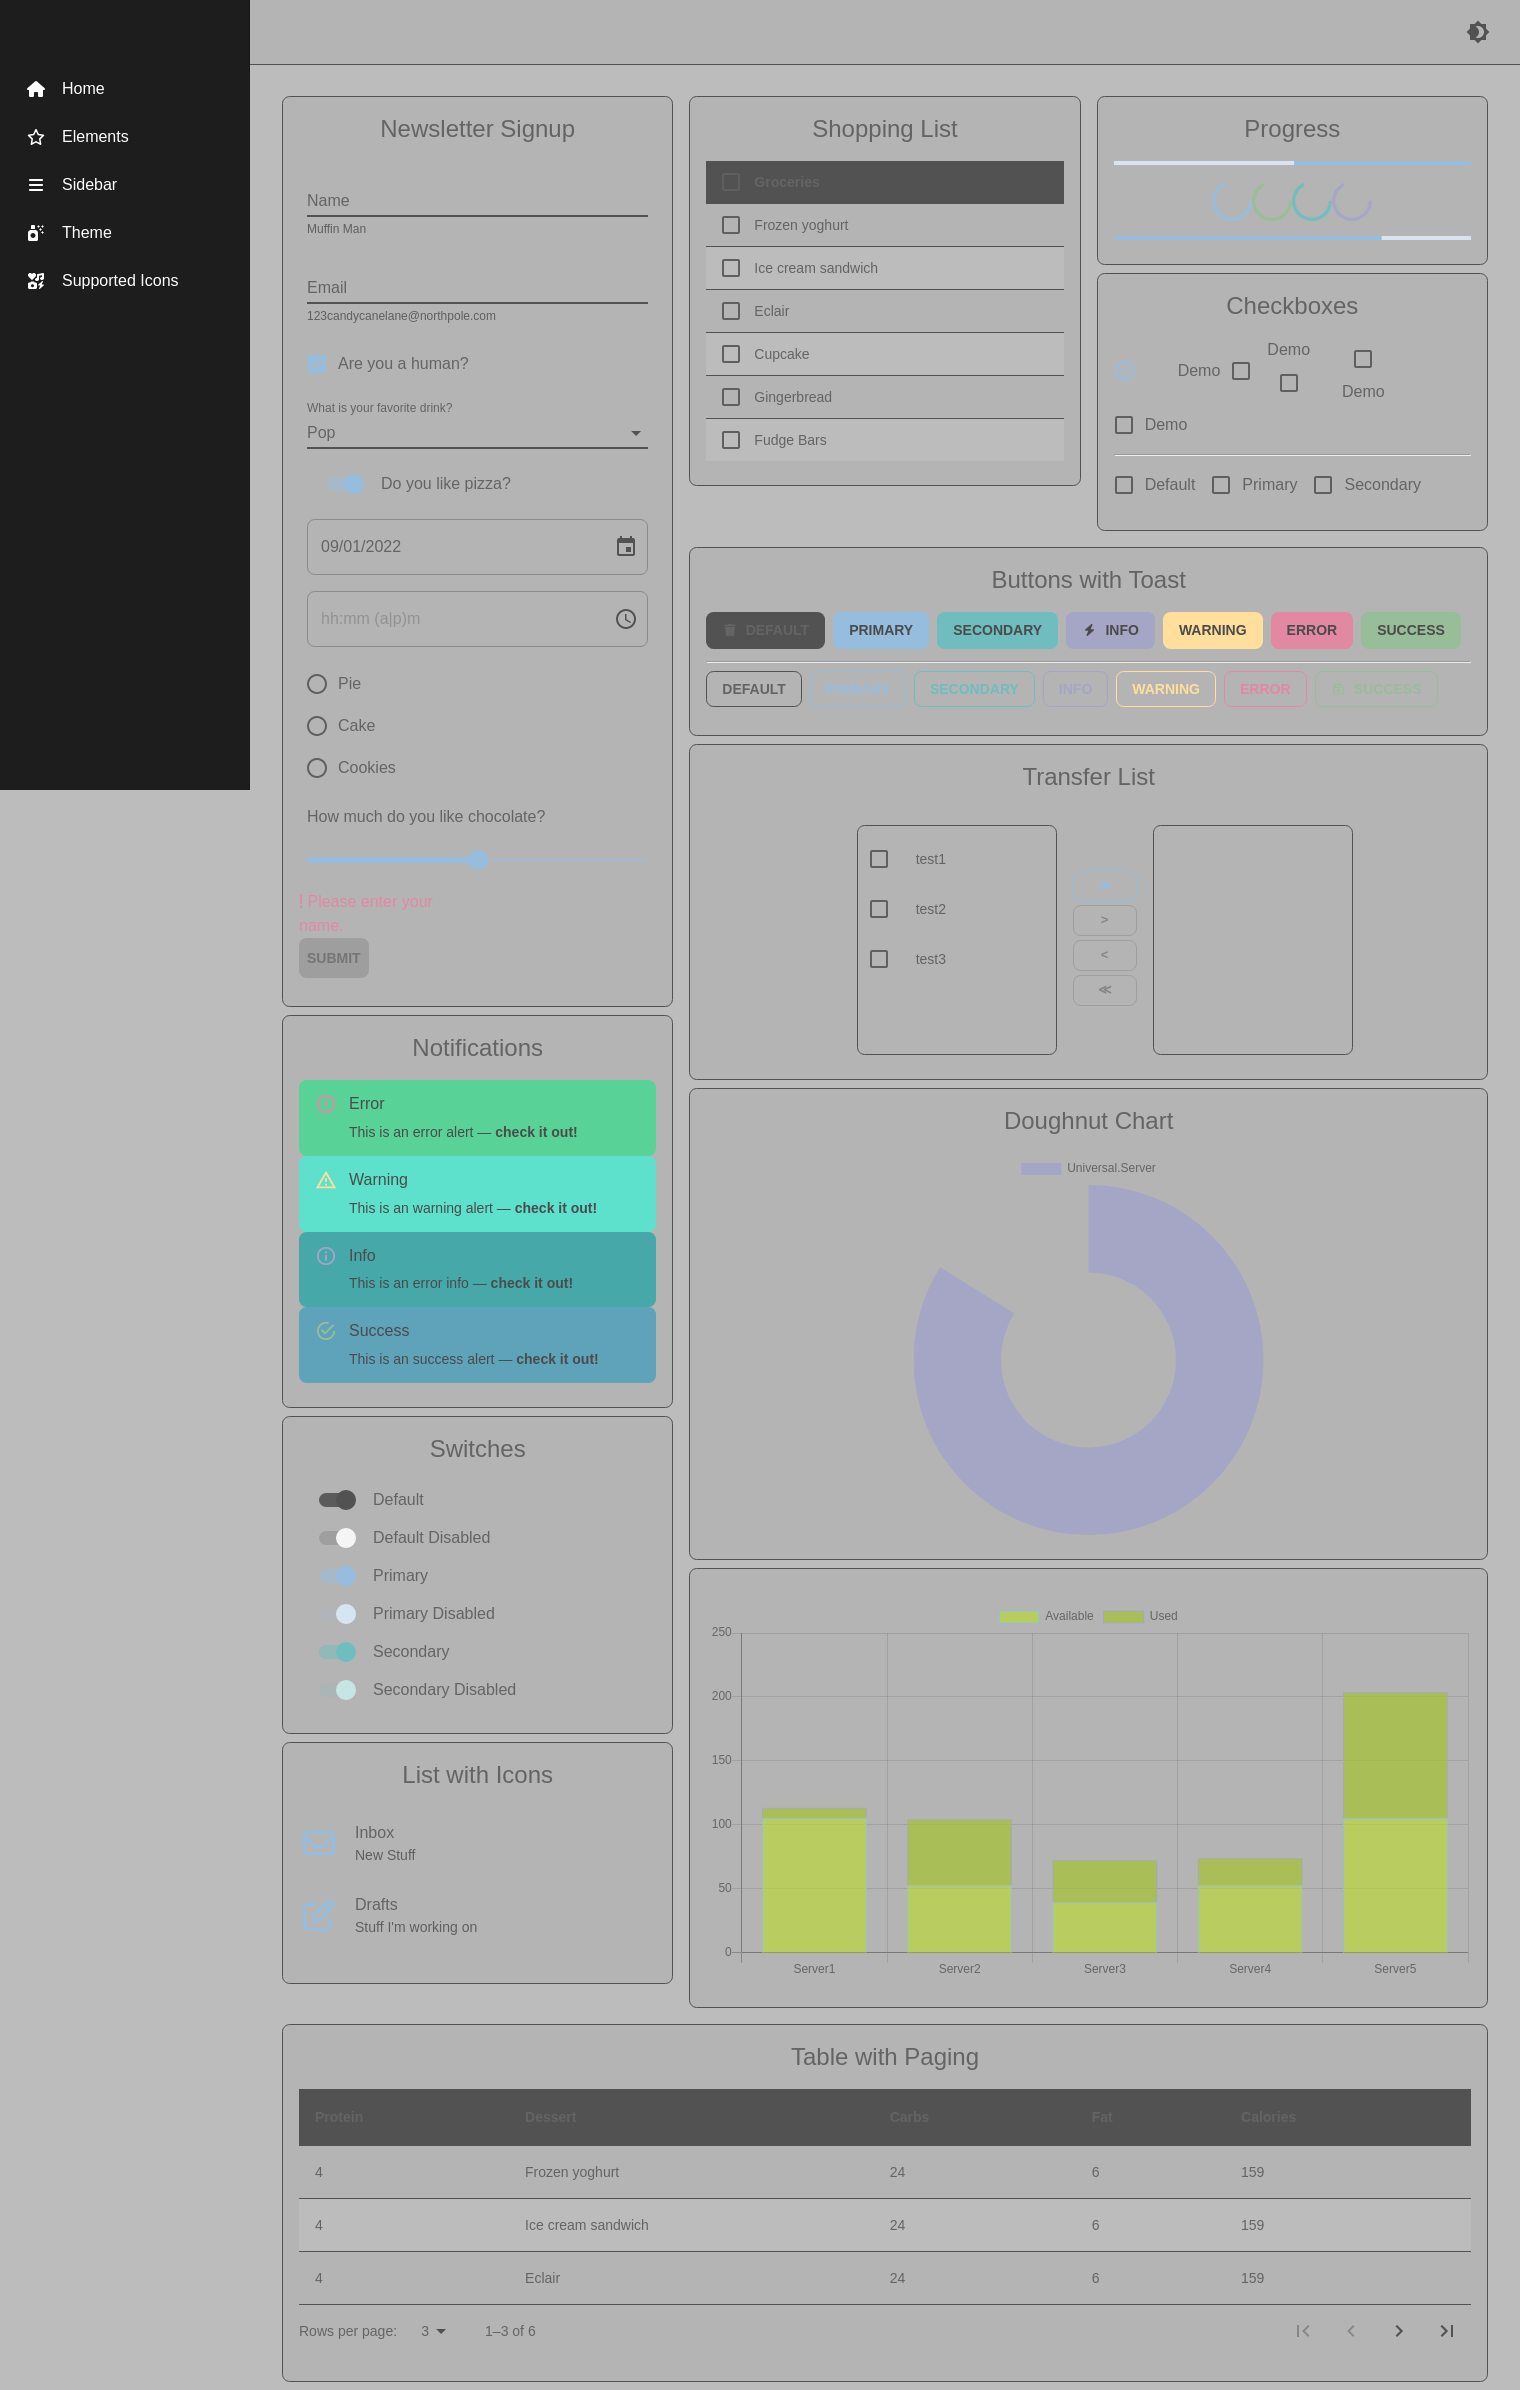 Home
Elements
Sidebar
Theme
Supported Icons
Newsletter Signup
Name
Muffin Man
Email
123candycanelane@northpole.com
Are you a human?
What is your favorite drink?
Pop
Do you like pizza?
09/01/2022
hh:mm (a|p)m
Pie
Cake
Cookies
How much do you like chocolate?
! Please enter your
name.
SUBMIT
Notifications
Error
This is an error alert — check it out!
Warning
This is an warning alert — check it out!
Info
This is an error info — check it out!
Success
This is an success alert — check it out!
Switches
Default
Default Disabled
Primary
Primary Disabled
Secondary
Secondary Disabled
List with Icons
Inbox
New Stuff
Drafts
Stuff I'm working on
Shopping List
Groceries
Frozen yoghurt
Ice cream sandwich
Eclair
Cupcake
Gingerbread
Fudge Bars
Progress
Checkboxes
Demo
Demo
Demo
Demo
Default Primary Secondary
Buttons with Toast
DEFAULT PRIMARY SECONDARY INFO WARNING ERROR SUCCESS
DEFAULT PRIMARY SECONDARY INFO WARNING ERROR SUCCESS
Transfer List
test1
test2
test3
>
<
≪
Doughnut Chart
Universal.Server
Available Used
250
200
150
100
50
0
Server1 Server2 Server3 Server4 Server5
Table with Paging
Protein Dessert Carbs Fat Calories
4 Frozen yoghurt 24 6 159
4 Ice cream sandwich 24 6 159
4 Eclair 24 6 159
Rows per page: 3 1–3 of 6